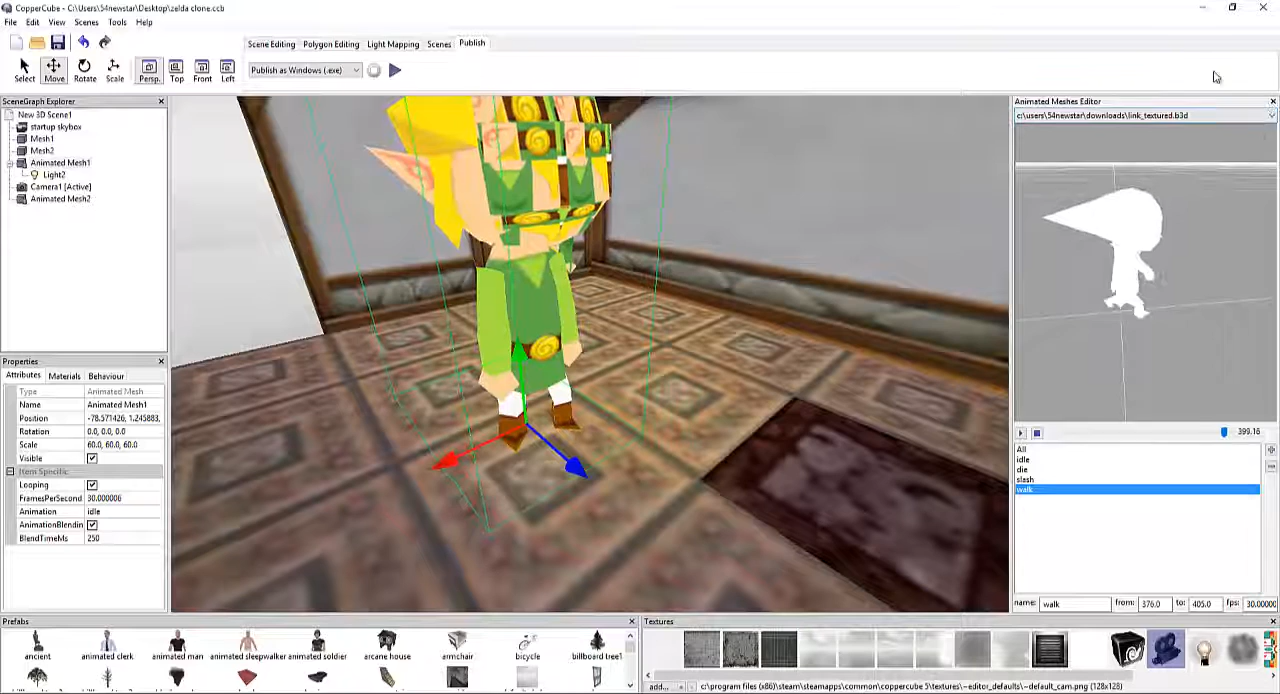 CopperCube - C:\Users\54newstar\Desktop\zelda clone.ccb
File Edit View Scenes Tools Help
Scene Editing Polygon Editing Light Mapping Scenes Publish
Select Move Rotate Scale Persp. Top Front Left Publish as Windows (.exe)
SceneGraph Explorer
New 3D Scene1
startup skybox
Mesh1
Mesh2
Animated Mesh1
Light2
Camera1 [Active]
Animated Mesh2
Properties
Attributes Materials Behaviour
Type Animated Mesh
Name Animated Mesh1
Position -78.571426, 1.245883,
Rotation 0.0, 0.0, 0.0
Scale 60.0, 60.0, 60.0
Visible
Item Specific
Looping
FramesPerSecond 30.000006
Animation idle
AnimationBlendin
BlendTimeMs 250
Animated Meshes Editor
c:\users\54newstar\downloads\link_textured.b3d
399.16
All
idle
die
slash
walk
name: walk from: 376.0 to: 405.0 fps: 30.00000
Prefabs
ancient animated clerk animated man animated sleepwalker animated soldi arcane house armchair bicycle billboard tree1
Textures
add... c:\program files (x86)\steam\steamapps\common\coppercube 5\textures\~editor_defaults\~default_cam.png (128x128)